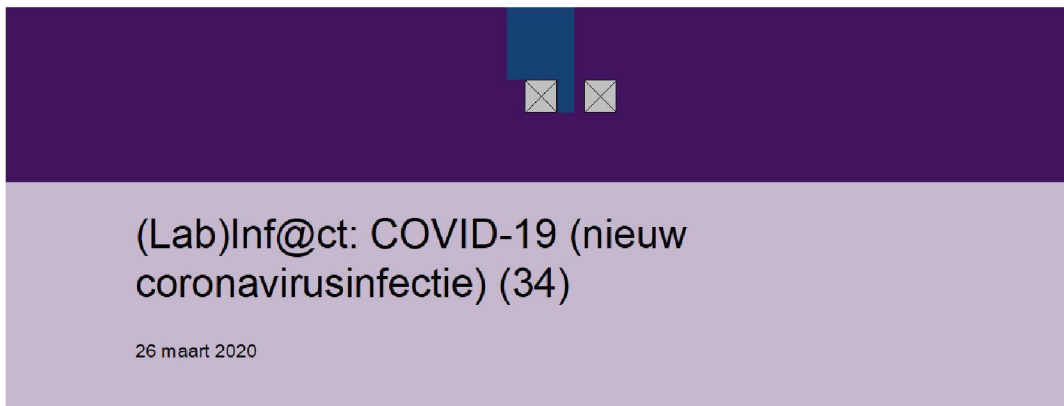 (Lab)Inf@ct: COVID-19 (nieuw
coronavirusinfectie) (34)
26 maart 2020